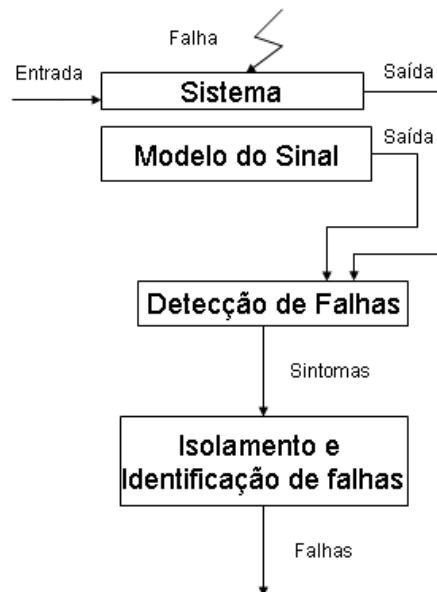 Falha
Entrada
Saída
Sistema
Saída
Modelo do Sinal
Detecção de Falhas
Sintomas
Isolamento e
Identificação de falhas
Falhas